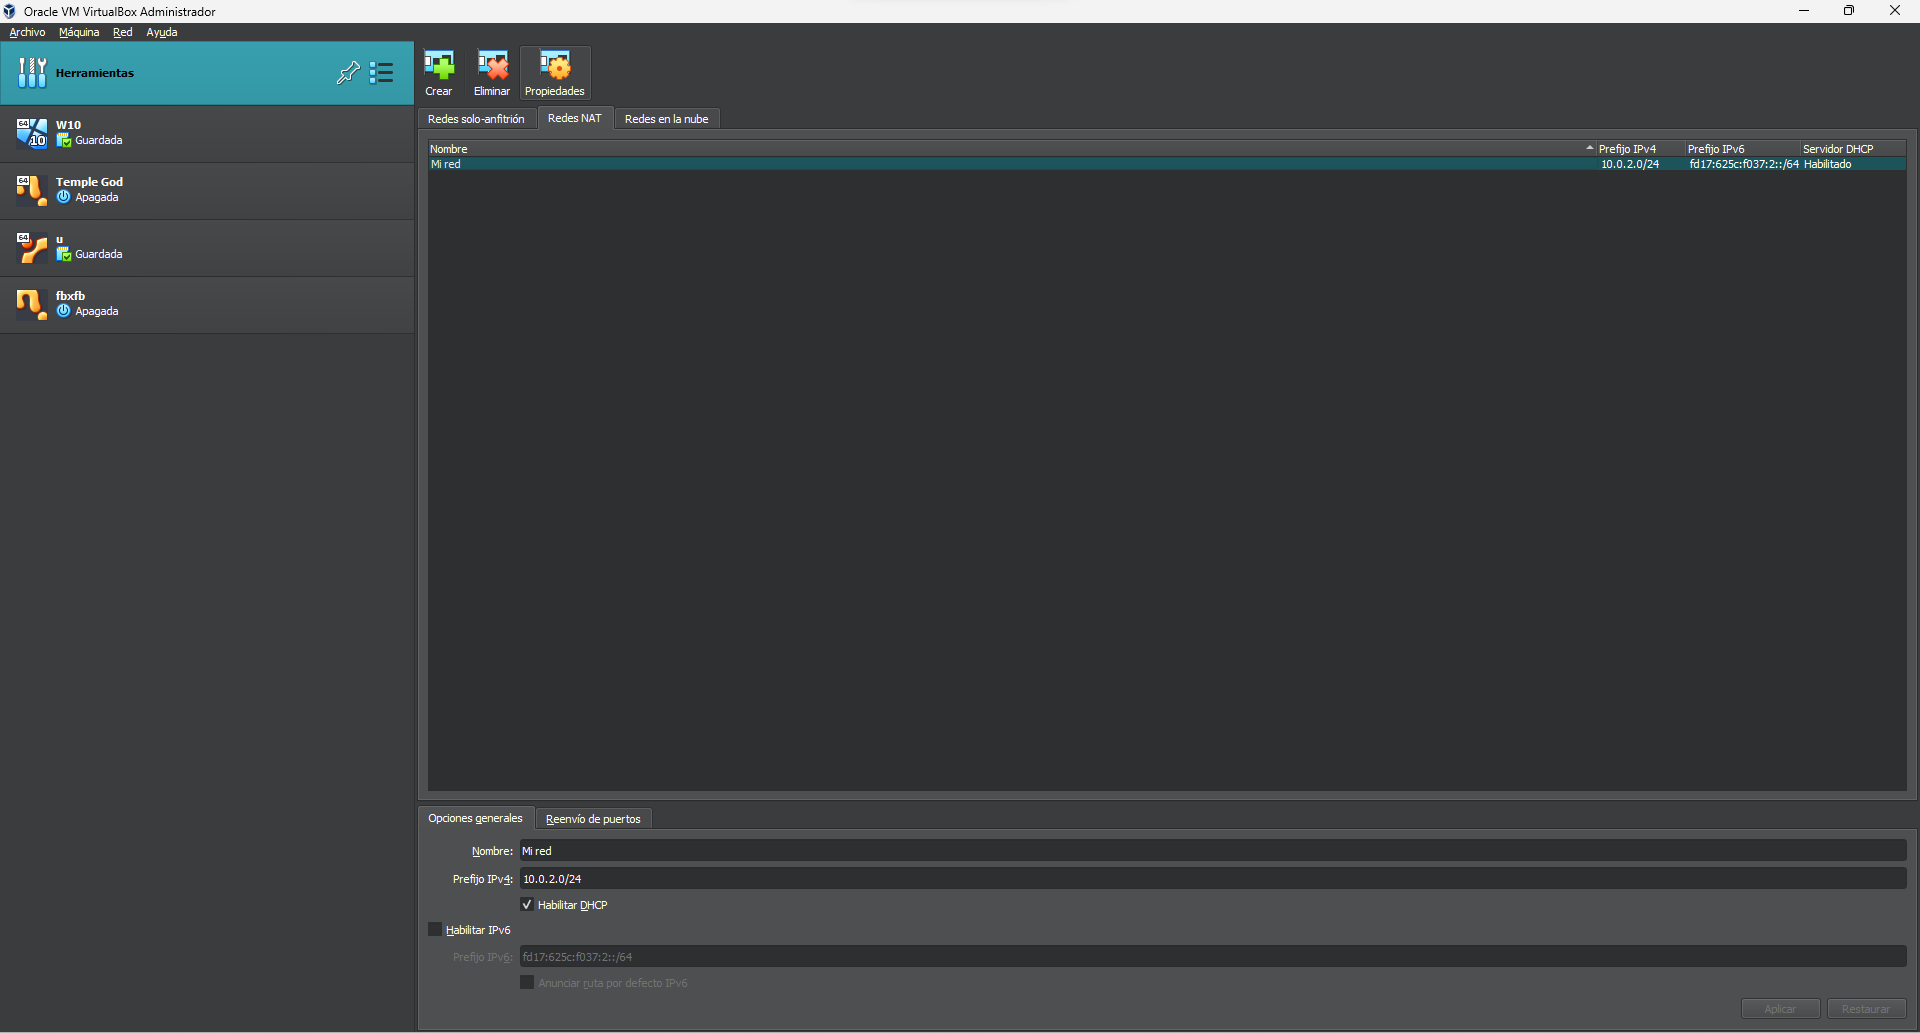 Oracle VM VirtualBox Administrador
Archivo Máquina Red Ayuda
Herramientas
64 10 W10
Guardada
64 Temple God
Apagada
64 u
Guardada
fbxfb
Apagada
Crear Eliminar Propiedades
Redes solo-anfitrión Redes NAT Redes en la nube
Nombre Prefijo IPv4 Prefijo IPv6 Servidor DHCP
Mi red 10.0.2.0/24 fd17:625c:f037:2::/64 Habilitado
Opciones generales Reenvío de puertos
Nombre: Mi red
Prefijo IPv4: 10.0.2.0/24
Habilitar DHCP
Habilitar IPv6
Prefijo IPv6: fd17:625c:f037:2::/64
Anunciar ruta por defecto IPv6
Aplicar Restaurar